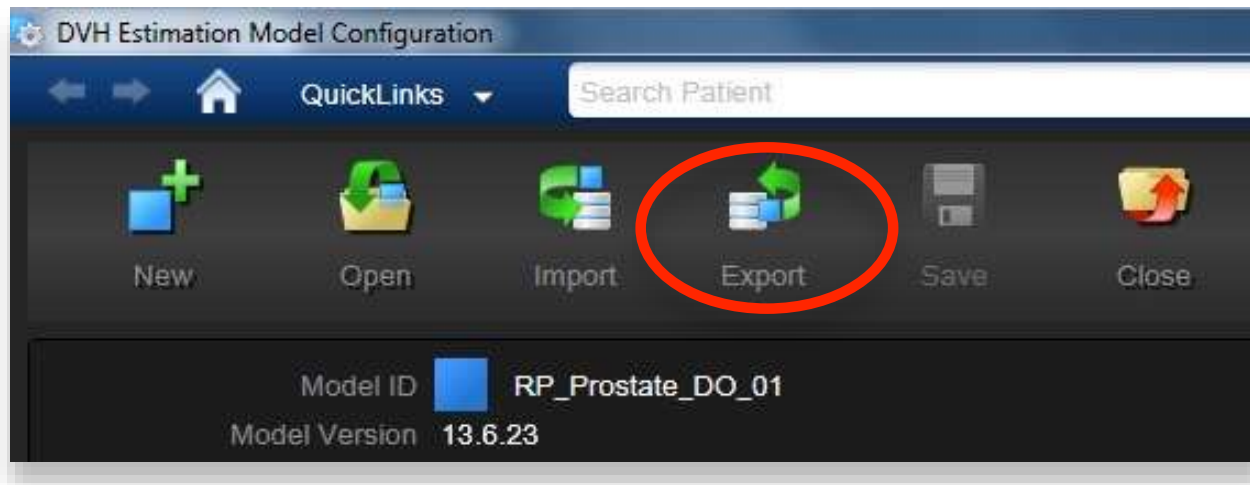 DVH Estimation Model Configuration
QuickLinks Search Patient
New Open Import Export Save Close
Model ID RP_Prostate_DO_01
Model Version 13.6.23